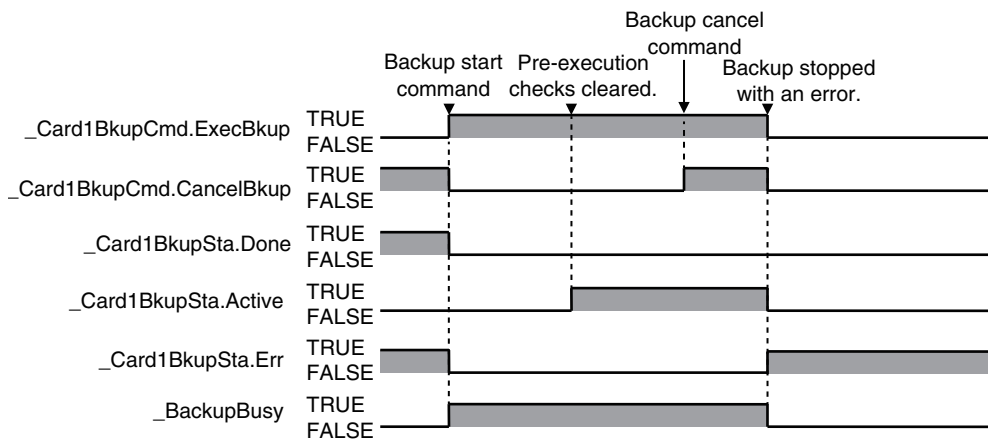 Backup cancel
command
Backup start
command
Pre-execution
checks cleared.
Backup stopped
with an error.
_Card1BkupCmd.ExecBkup
TRUE
FALSE
_Card1BkupCmd.CancelBkup
TRUE
FALSE
_Card1BkupSta.Done
TRUE
FALSE
_Card1BkupSta.Active
TRUE
FALSE
_Card1BkupSta.Err
TRUE
FALSE
_BackupBusy
TRUE
FALSE